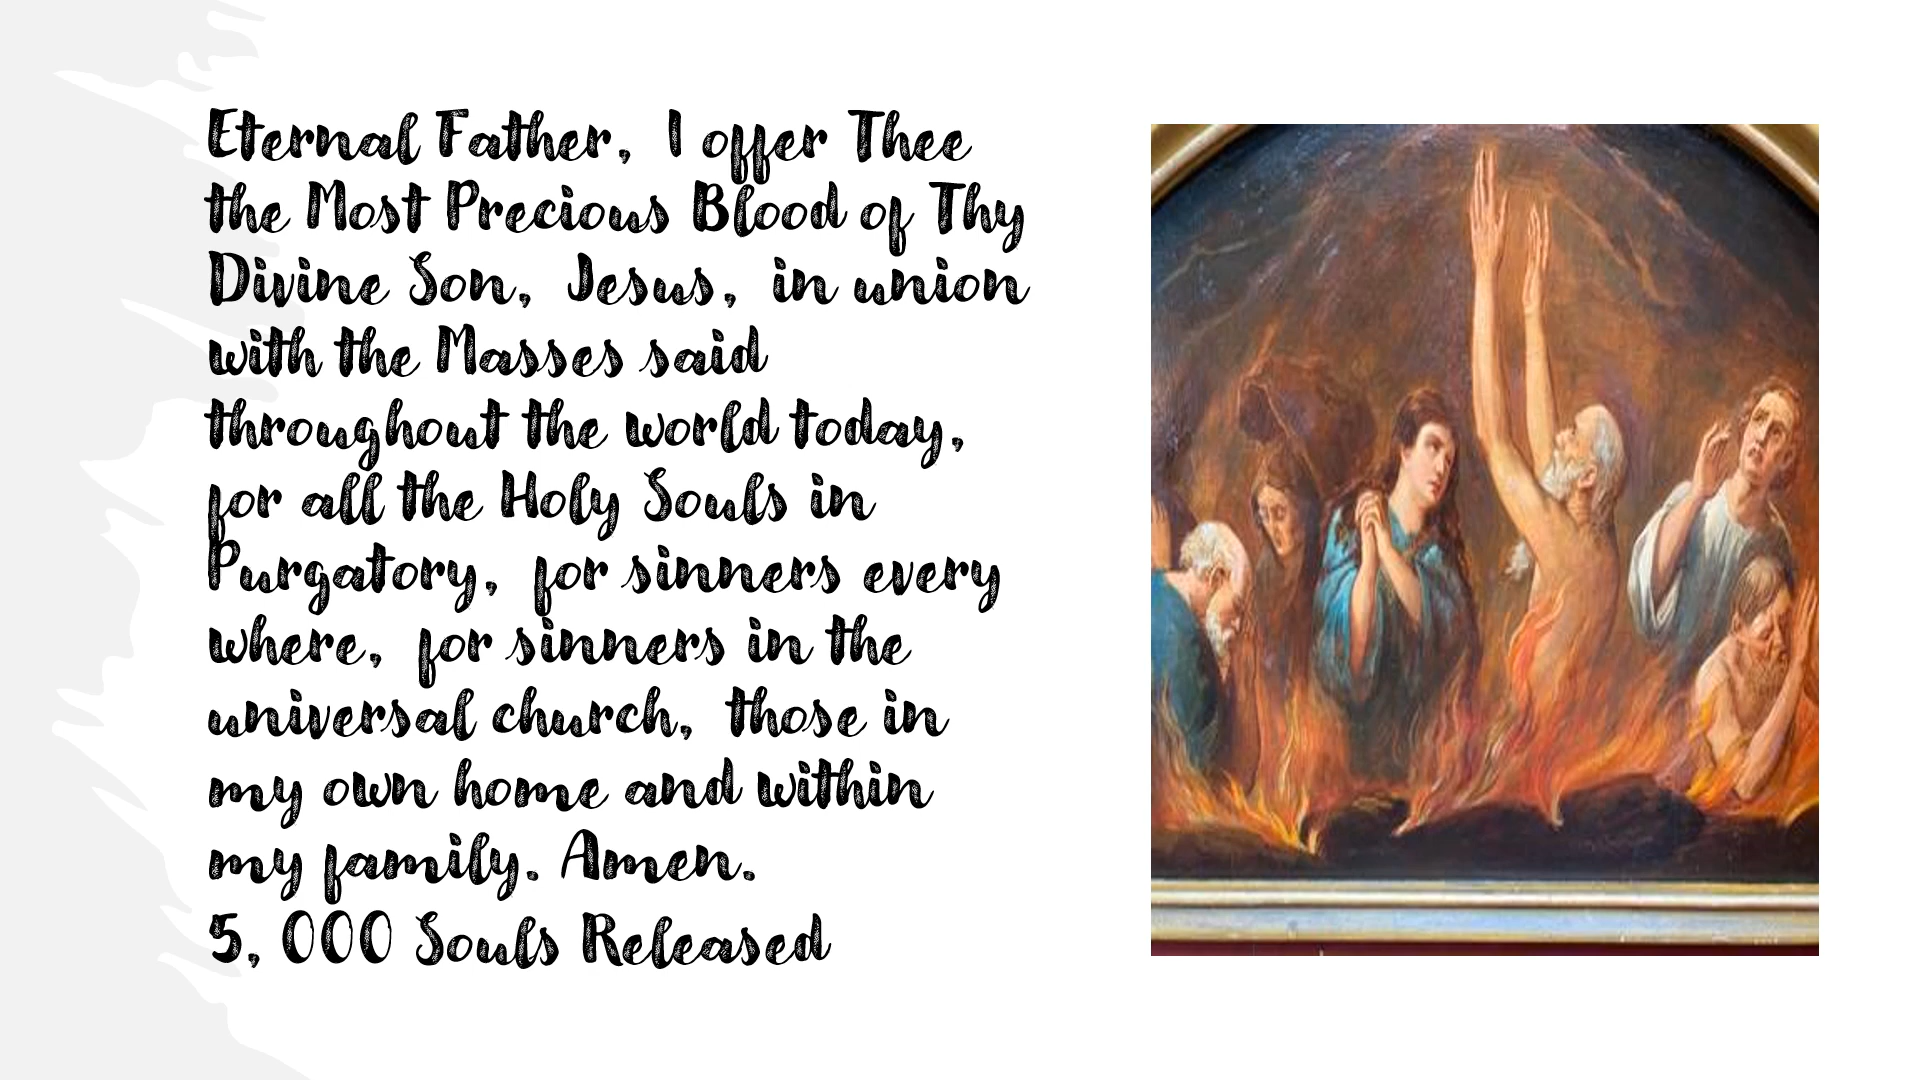 Eternal Father, I offer Thee
the Most Precious Blood of Thy
Divine Son, Jesus, in union
with the Masses said
throughout the world today,
for all the Holy Souls in
Purgatory, for sinners every
where, for sinners in the
universal church, those in
my own home and within
my family. Amen.
5, 000 Souls Released